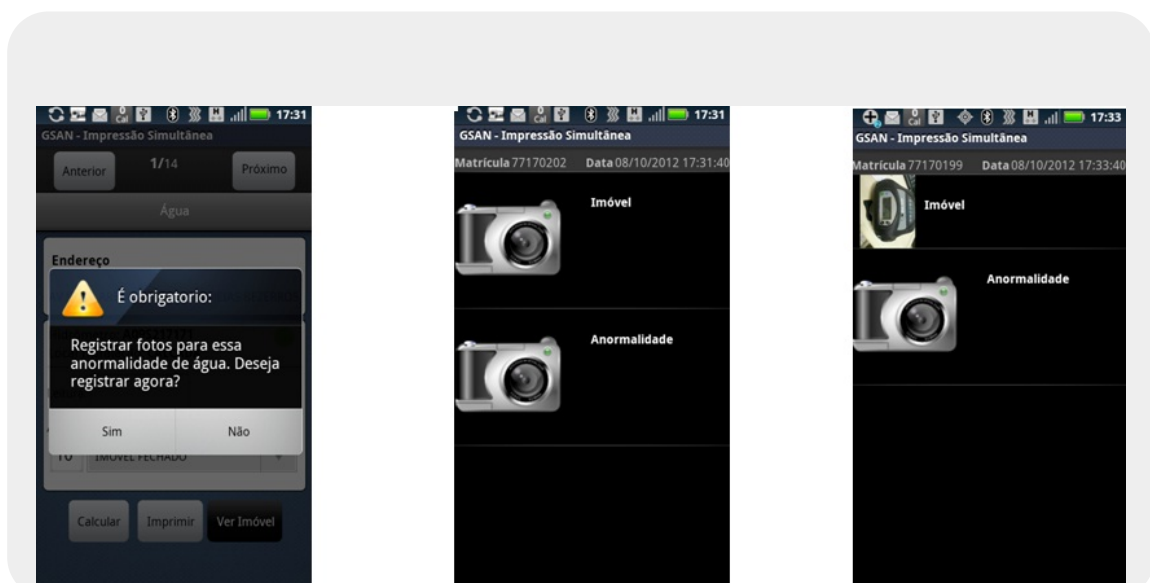 17:31
GSAN - Impressão Simultânea
Anterior
1/14
Próximo
Água
Endereço
É obrigatorio:
Registrar fotos para essa
anormalidade de água. Deseja
registrar agora?
Sim
Não
10
IMOVEL FECHADO
Calcular
Imprimir
Ver Imóvel
17:31
GSAN - Impressão Simultânea
Matrícula 77170202 Data 08/10/2012 17:31:40
Imóvel
Anormalidade
17:33
GSAN - Impressão Simultânea
Matrícula 77170199 Data 08/10/2012 17:33:40
Imóvel
Anormalidade